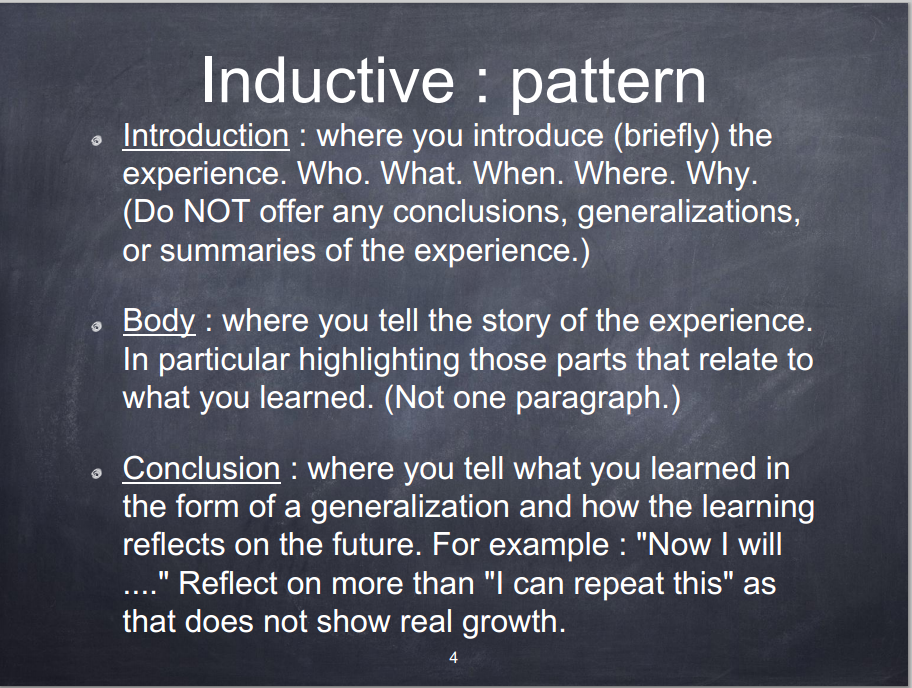 Inductive : pattern
Introduction : where you introduce (briefly) the
experience. Who. What. When. Where. Why.
(Do NOT offer any conclusions, generalizations,
or summaries of the experience.)
Body : where you tell the story of the experience.
In particular highlighting those parts that relate to
what you learned. (Not one paragraph.)
Conclusion : where you tell what you learned in
the form of a generalization and how the learning
reflects on the future. For example : "Now I will
...." Reflect on more than "I can repeat this" as
that does not show real growth.
4